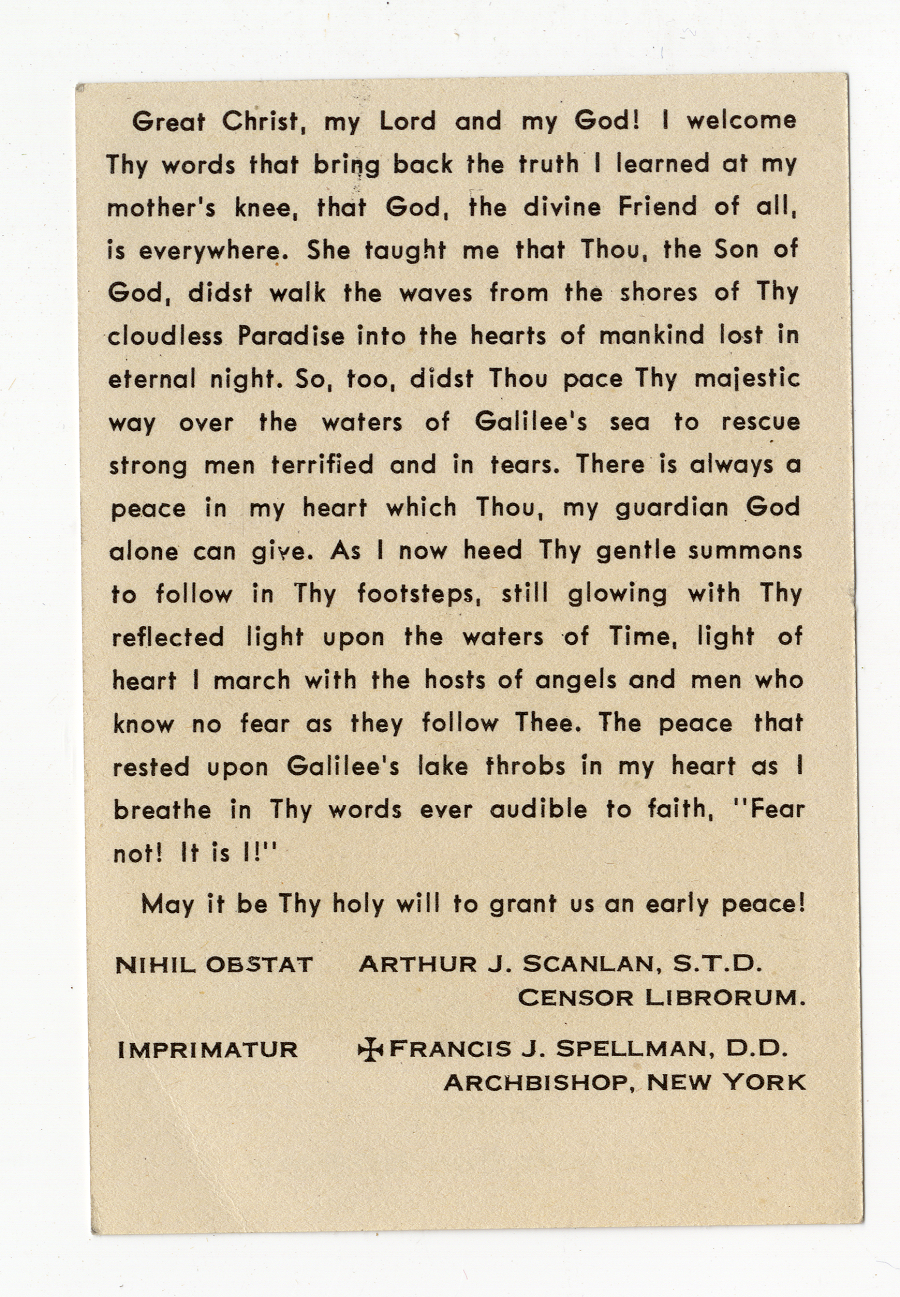 Great Christ, my Lord and my God! I welcome
Thy words that bring back the truth I learned at my
mother's knee, that God, the divine Friend of all,
is everywhere. She taught me that Thou, the Son of
God, didst walk the waves from the shores of Thy
cloudless Paradise into the hearts of mankind lost in
eternal night. So, too, didst Thou pace Thy majestic
way over the waters of Galilee's sea to rescue
strong men terrified and in tears. There is always a
peace in my heart which Thou, my guardian God
alone can give. As I now heed Thy gentle summons
to follow in Thy footsteps, still glowing with Thy
reflected light upon the waters of Time, light of
heart I march with the hosts of angels and men who
know no fear as they follow Thee. The peace that
rested upon Galilee's lake throbs in my heart as I
breathe in Thy words ever audible to faith, "Fear
not! It is I!"
May it be Thy holy will to grant us an early peace!
NIHIL OBSTAT ARTHUR J. SCANLAN, S.T.D.
CENSOR LIBRORUM.
IMPRIMATUR ✠FRANCIS J. SPELLMAN, D.D.
ARCHBISHOP, NEW YORK